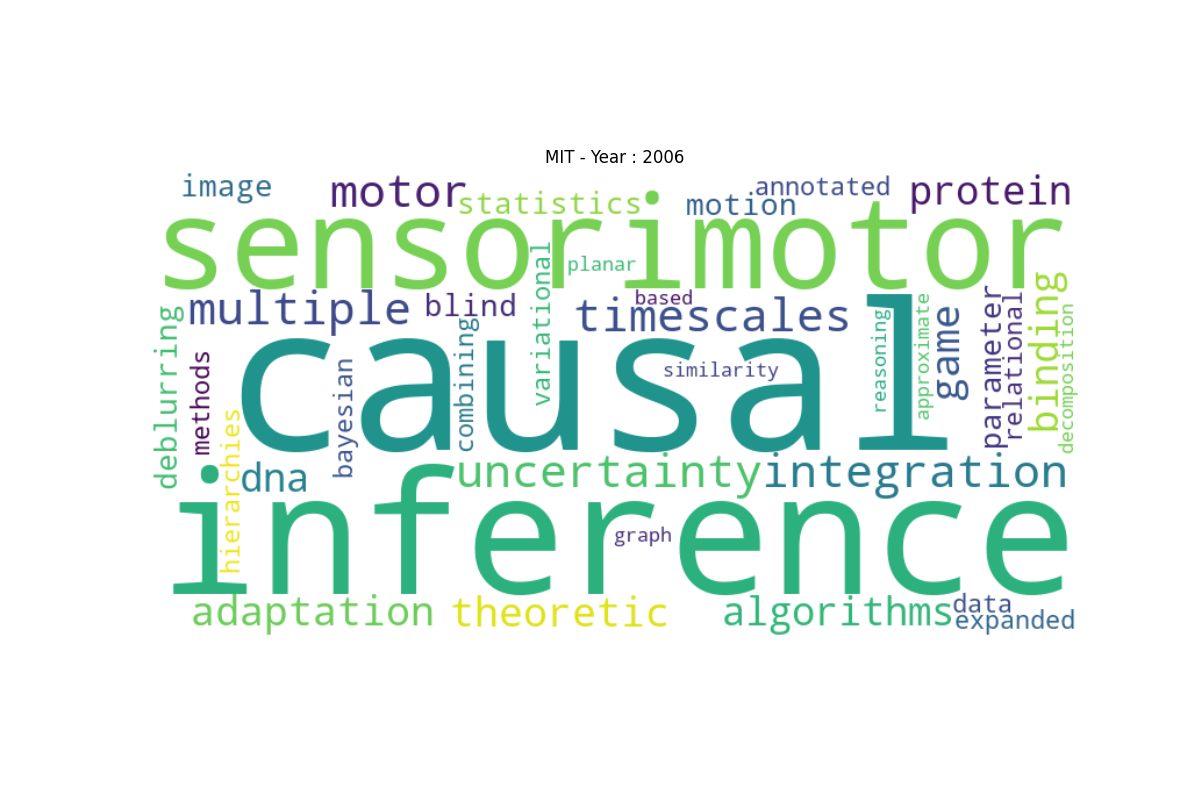 MIT - Year : 2006
image
motor
statistics
motion
annotated
protein
sensorimotor
planar
variational
multiple
blind
based
timescales
causal
deblurring
methods
hierarchies
bayesian
combining
similarity
reasoning
approximate
game
parameter
relational
binding
decomposition
dna
uncertainty
integration
inference
graph
adaptation
theoretic
algorithms
data
expanded